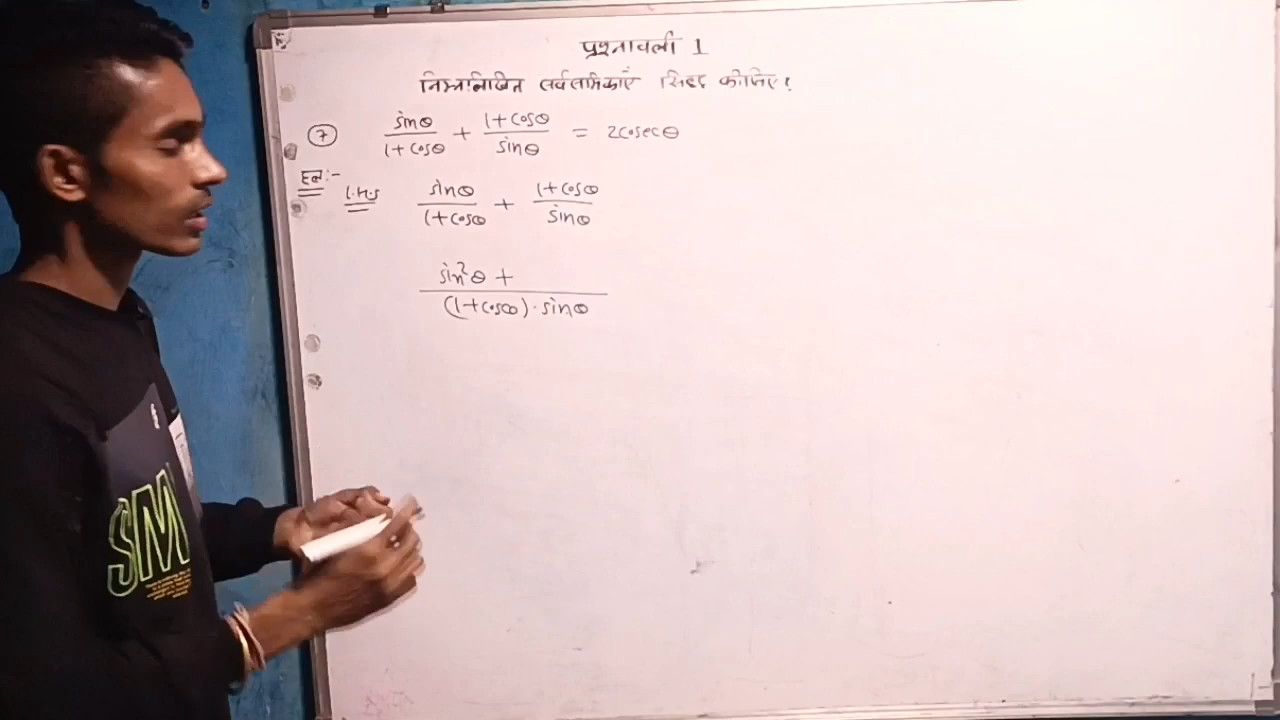 प्रश्नावली 1
निम्नलिखित सर्वसमिकाएँ सिद्ध कीजिए।
(7) sinθ/(1+cosθ) + (1+cosθ)/sinθ = 2cosecθ
हल:-
L.H.S sinθ/(1+cosθ) + (1+cosθ)/sinθ
sin²θ +
(1+cosθ)·sinθ
SM